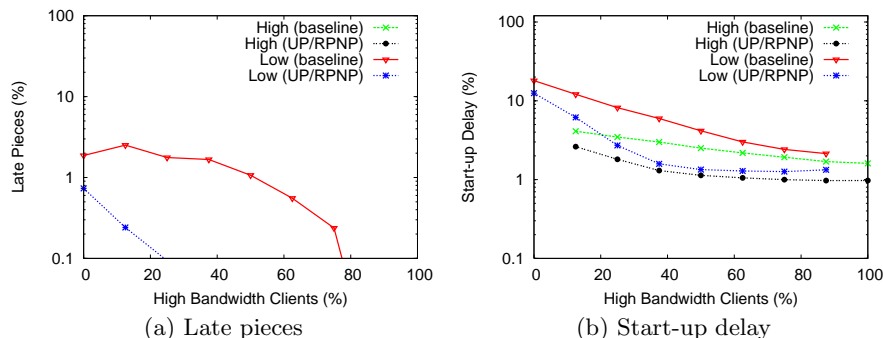 100
10
1
0.1
0 20 40 60 80 100
Late Pieces (%)
High Bandwidth Clients (%)
High (baseline)
High (UP/RPNP)
Low (baseline)
Low (UP/RPNP)
(a) Late pieces
100
10
1
0.1
0 20 40 60 80 100
Start-up Delay (%)
High Bandwidth Clients (%)
High (baseline)
High (UP/RPNP)
Low (baseline)
Low (UP/RPNP)
(b) Start-up delay